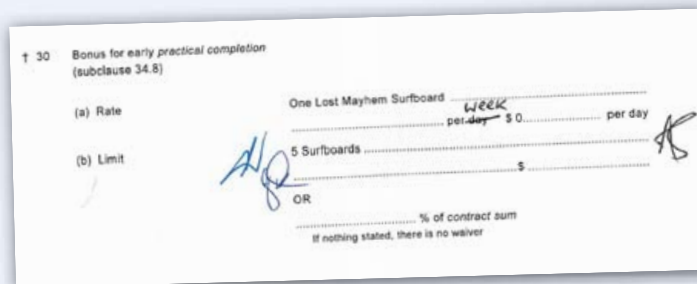 † 30 Bonus for early practical completion
(subclause 34.8)
(a) Rate One Lost Mayhem Surfboard
week
per day $ 0 per day
(b) Limit 5 Surfboards
$
OR
% of contract sum
If nothing stated, there is no waiver